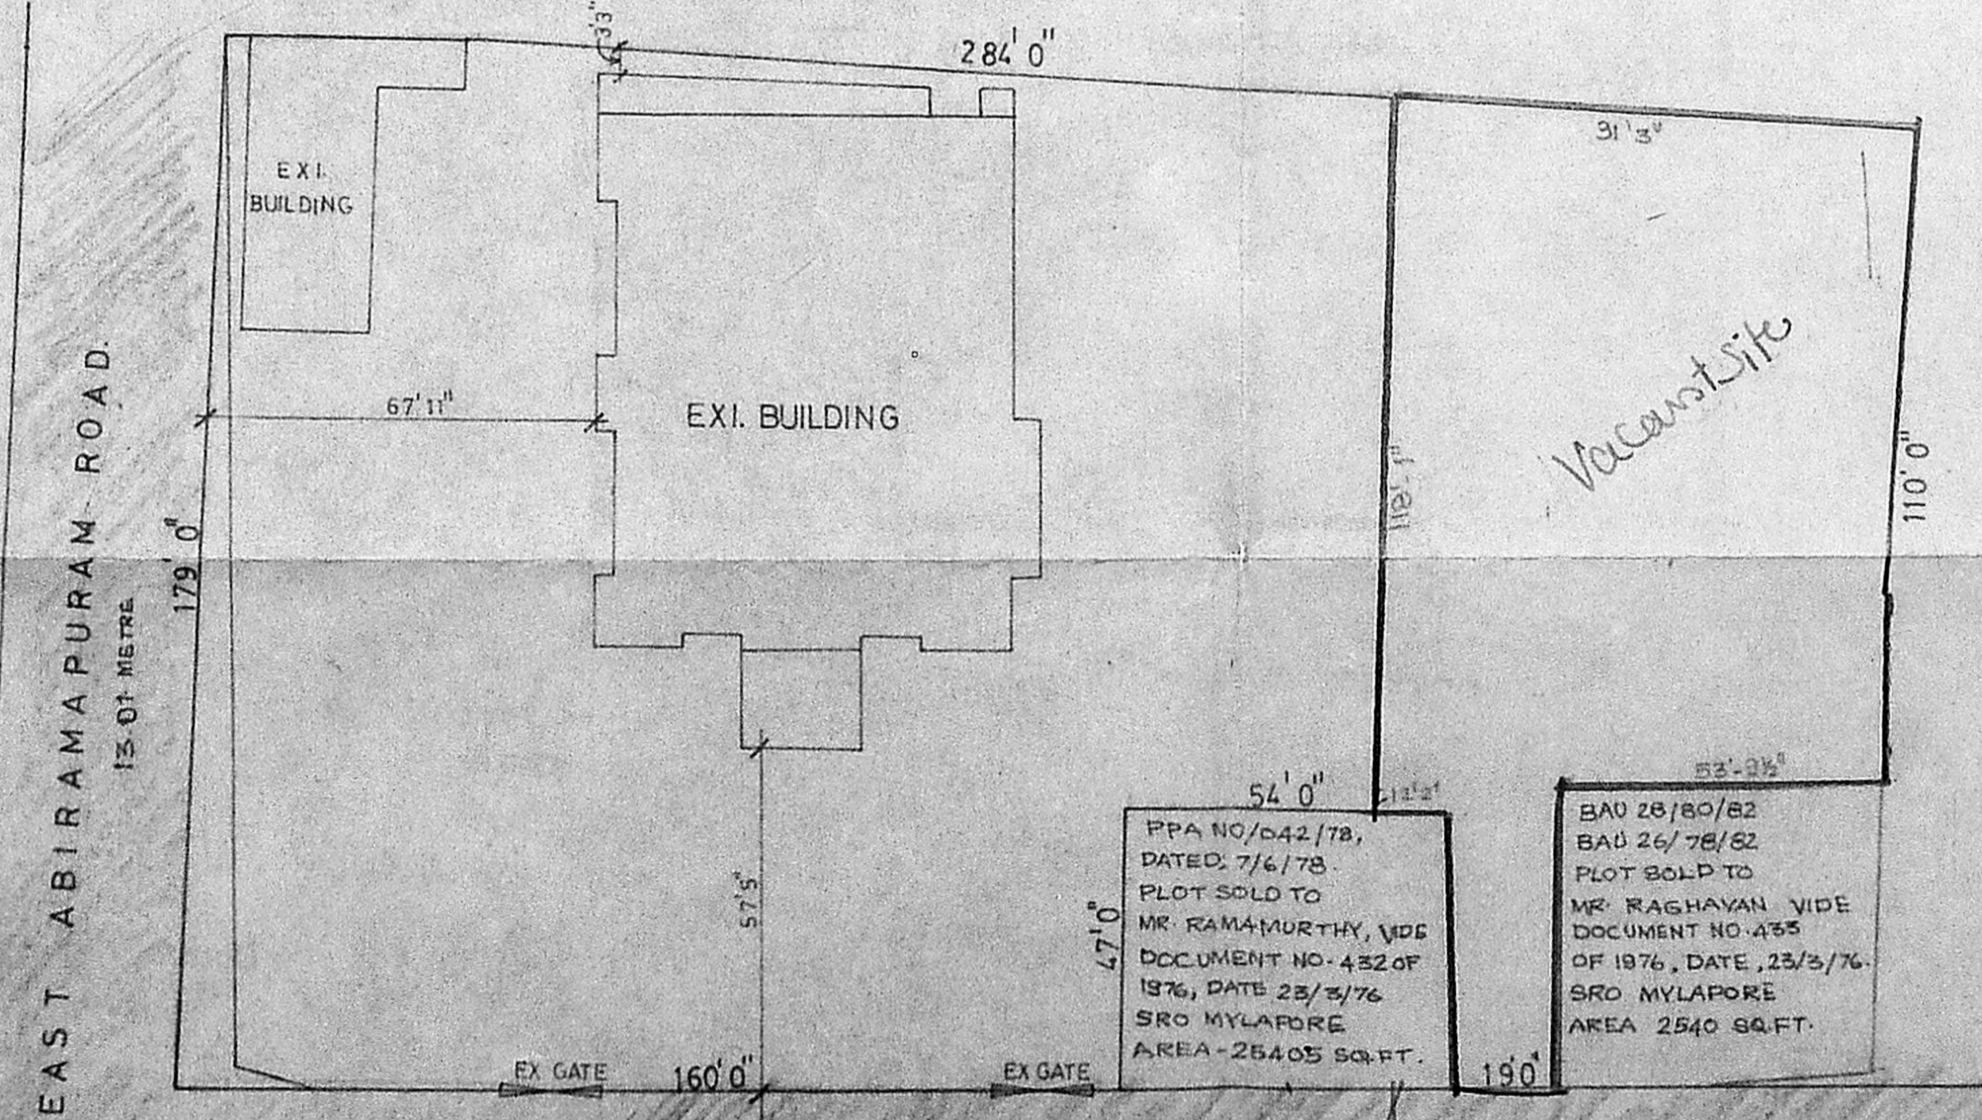 3'3"
284' 0"
31'3"
EXI.
BUILDING
67'11"
EXI. BUILDING
Vacant site
118'-1"
110' 0"
179' 0"
EAST ABIRAMAPURAM ROAD.
13.01 METRE
53'-9½"
54' 0"
12'2"
PPA NO/042/78,
DATED: 7/6/78.
PLOT SOLD TO
MR. RAMAMURTHY, VIDE
DOCUMENT NO. 432 OF
1976, DATE 23/3/76
SRO MYLAPORE
AREA - 25405 SQ.FT.
BAU 28/80/82
BAU 26/78/82
PLOT SOLD TO
MR. RAGHAVAN VIDE
DOCUMENT NO. 433
OF 1976, DATE, 23/3/76.
SRO MYLAPORE
AREA 2540 SQ.FT.
57'5"
47' 0"
EX GATE
160' 0"
EX GATE
19'0"